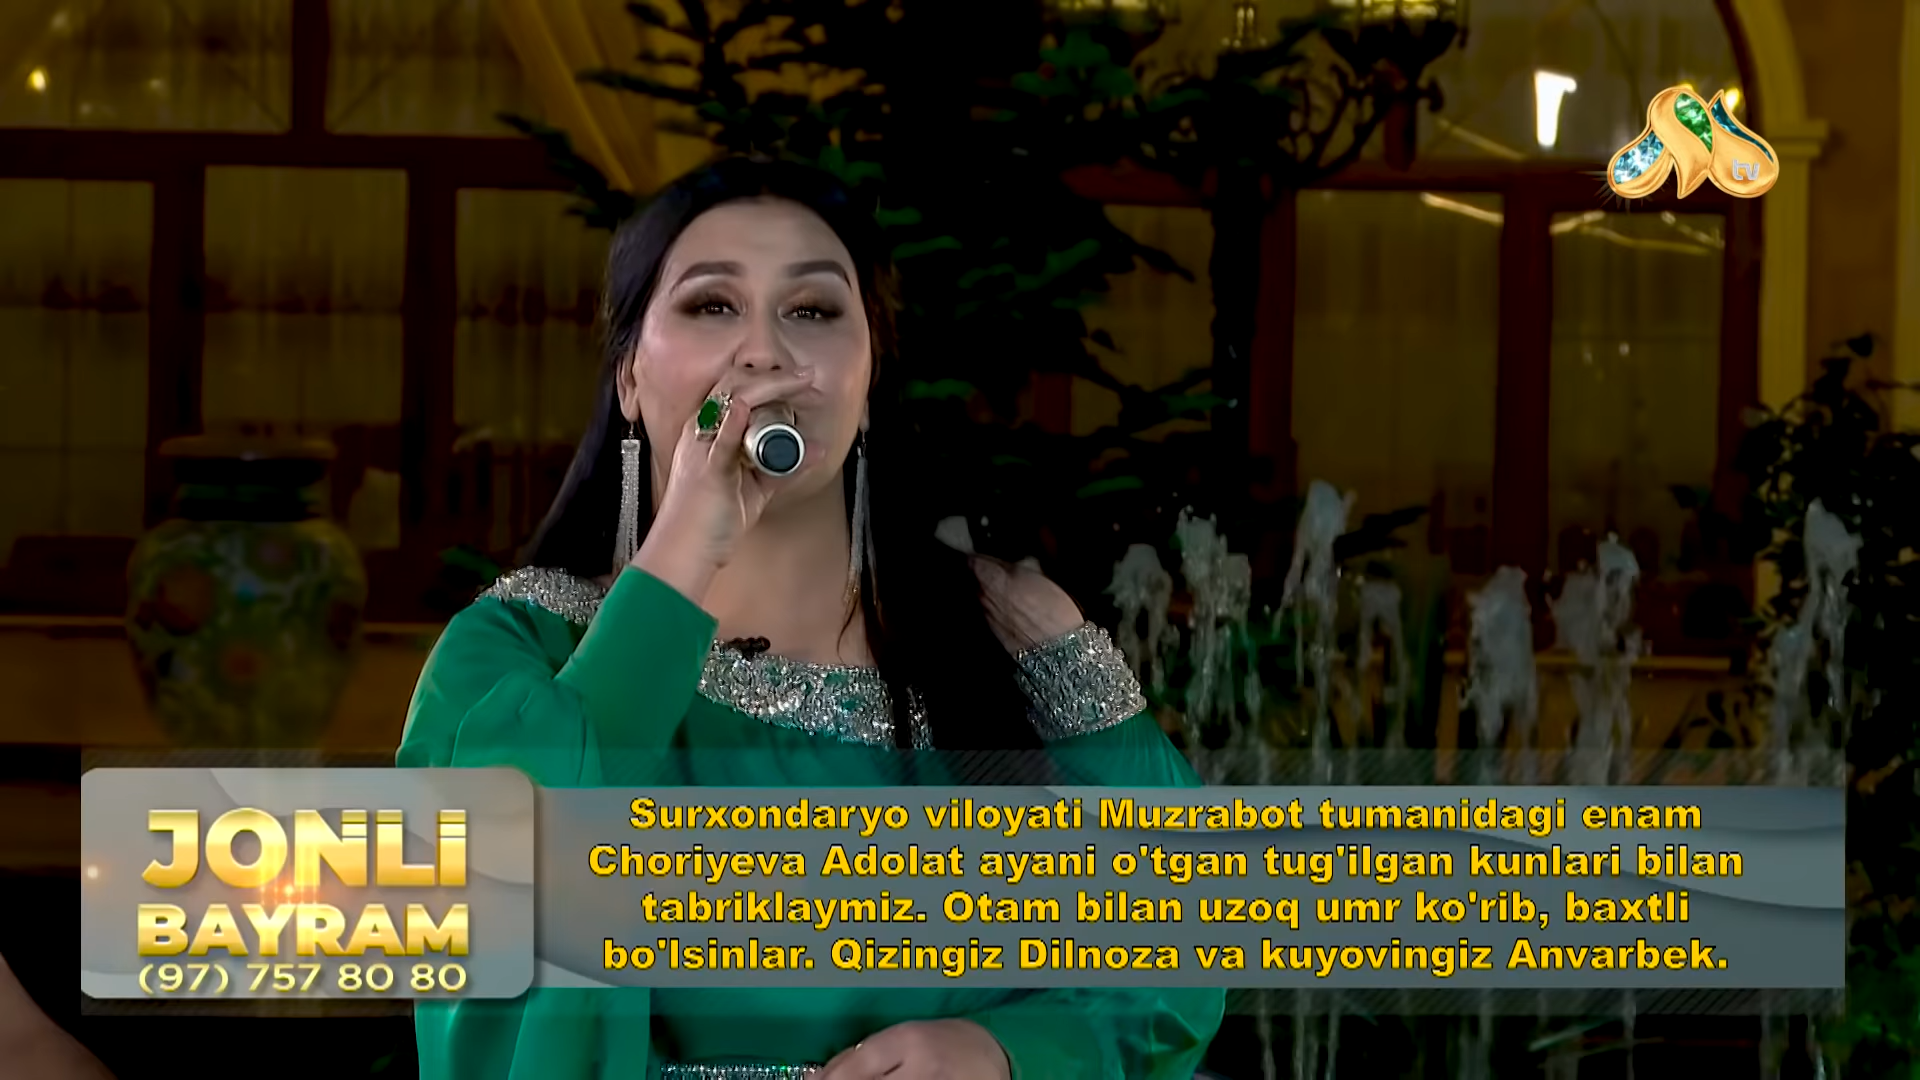 tv
JONLI
BAYRAM
(97) 757 80 80
Surxondaryo viloyati Muzrabot tumanidagi enam
Choriyeva Adolat ayani o'tgan tug'ilgan kunlari bilan
tabriklaymiz. Otam bilan uzoq umr ko'rib, baxtli
bo'lsinlar. Qizingiz Dilnoza va kuyovingiz Anvarbek.